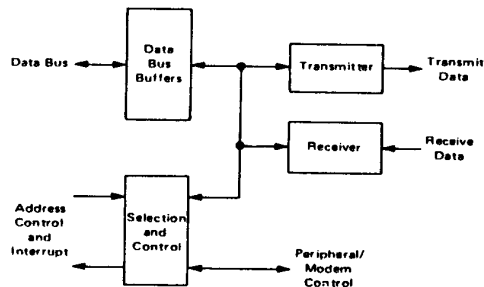 Data Bus
Data
Bus
Buffers
Transmitter
Transmit
Data
Receiver
Receive
Data
Address
Control
and
Interrupt
Selection
and
Control
Peripheral/
Modem
Control